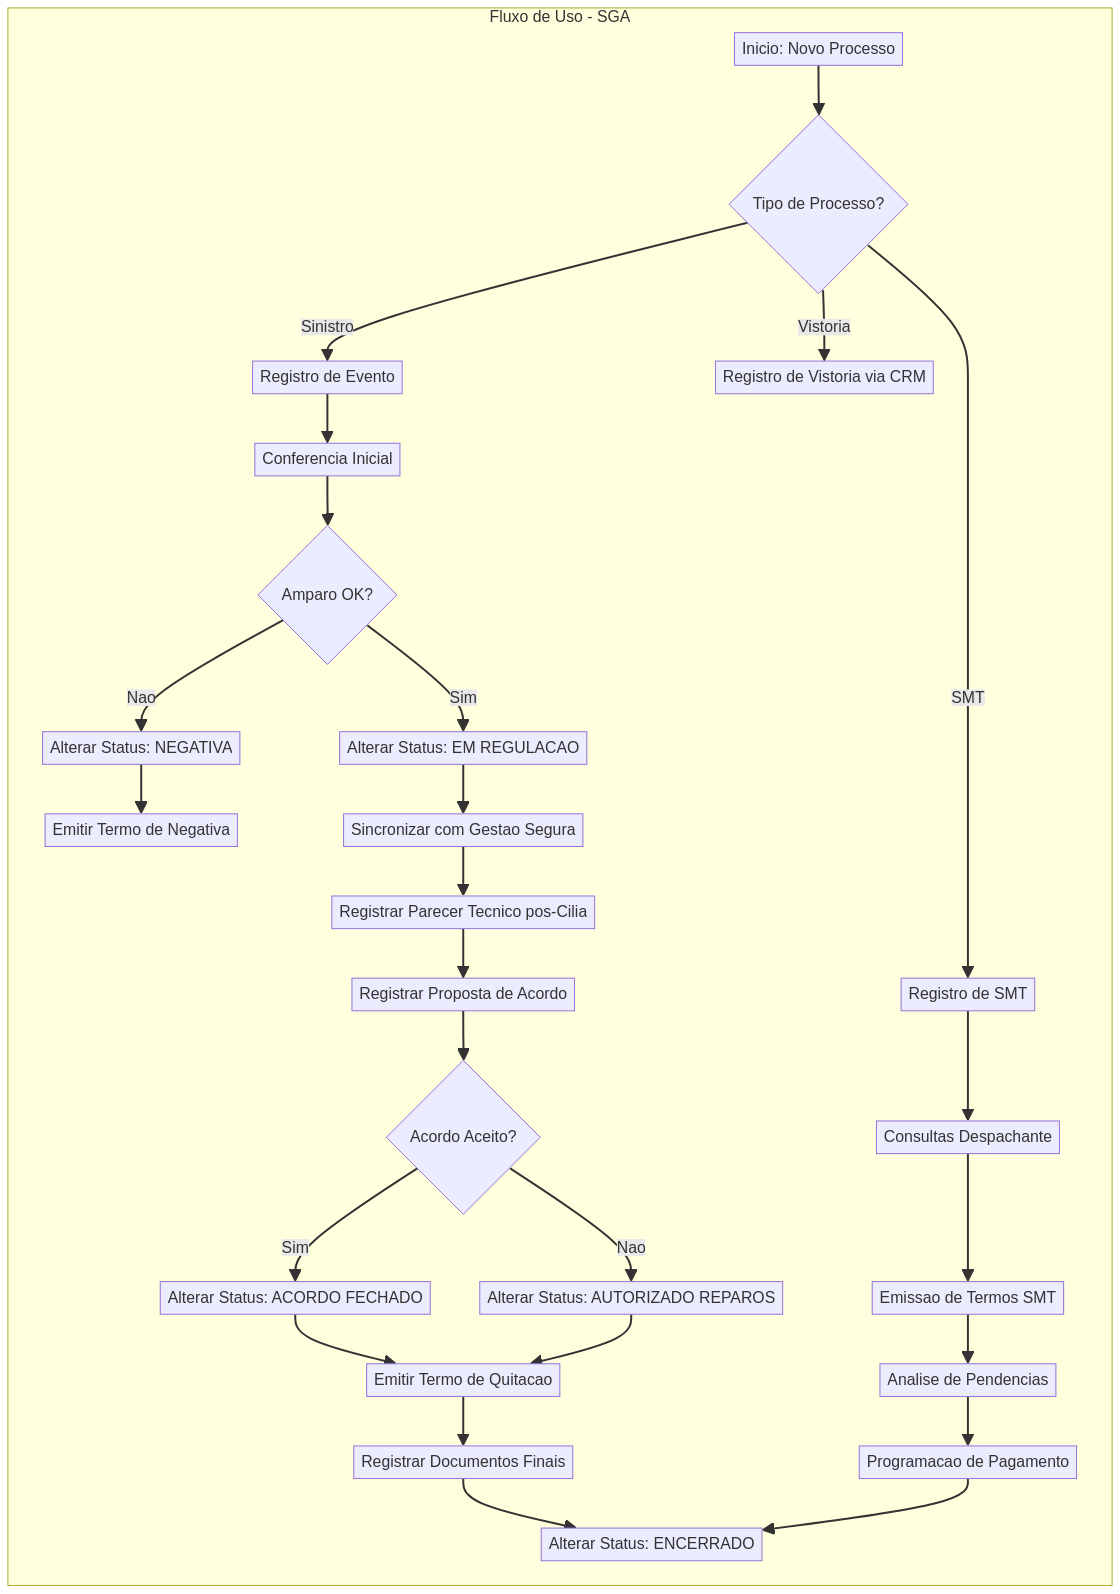 Fluxo de Uso - SGA
Inicio: Novo Processo
Tipo de Processo?
Sinistro
Vistoria
Registro de Evento
Registro de Vistoria via CRM
Conferencia Inicial
Amparo OK?
Nao
Sim
SMT
Alterar Status: NEGATIVA
Alterar Status: EM REGULACAO
Emitir Termo de Negativa
Sincronizar com Gestao Segura
Registrar Parecer Tecnico pos-Cilia
Registrar Proposta de Acordo
Registro de SMT
Acordo Aceito?
Consultas Despachante
Sim
Nao
Alterar Status: ACORDO FECHADO
Alterar Status: AUTORIZADO REPAROS
Emissao de Termos SMT
Emitir Termo de Quitacao
Analise de Pendencias
Registrar Documentos Finais
Programacao de Pagamento
Alterar Status: ENCERRADO